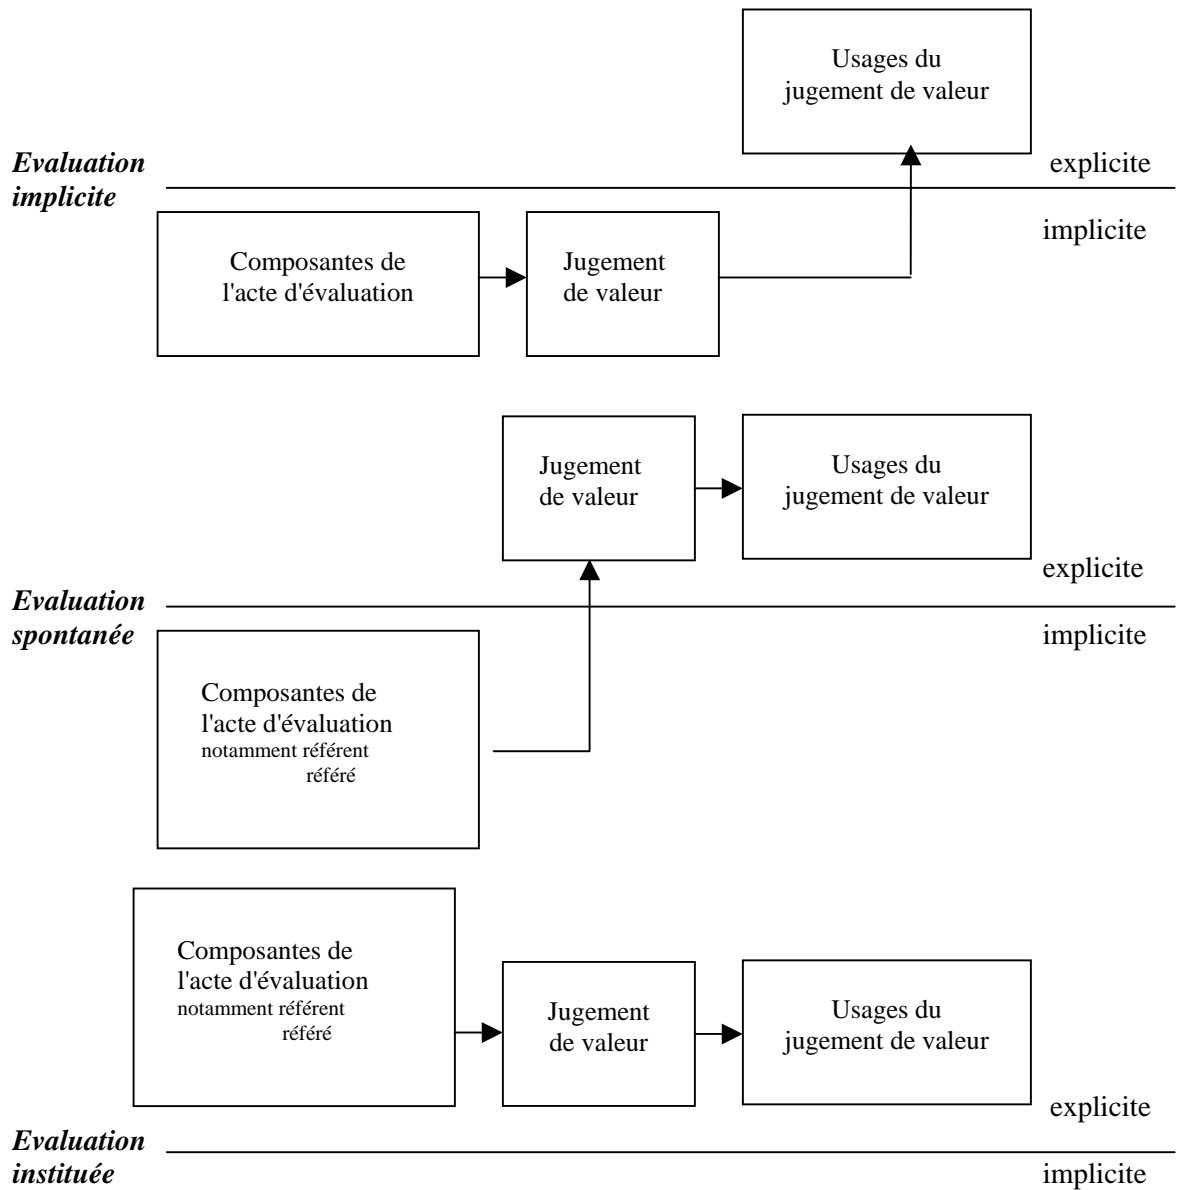 Usages du
jugement de valeur
Evaluation
implicite
explicite
implicite
Composantes de
l'acte d'évaluation
Jugement
de valeur
Jugement
de valeur
Usages du
jugement de valeur
explicite
Evaluation
spontanée
implicite
Composantes de
l'acte d'évaluation
notamment référent
référé
Composantes de
l'acte d'évaluation
notamment référent
référé
Jugement
de valeur
Usages du
jugement de valeur
explicite
Evaluation
instituée
implicite